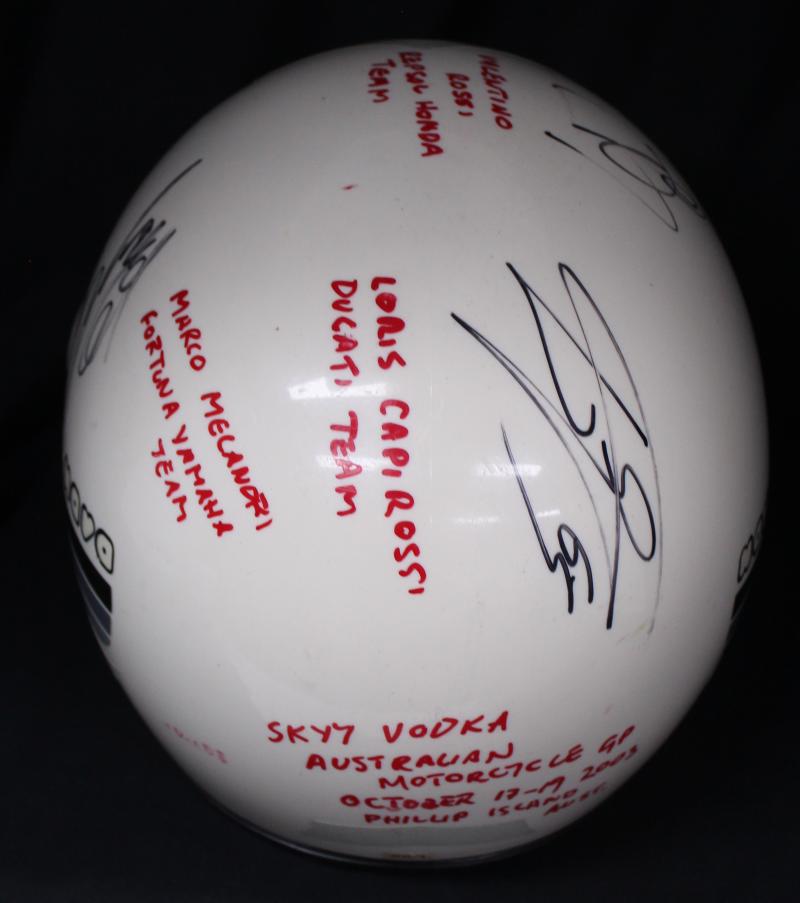 VALENTINO
ROSSI
REPSOL HONDA
TEAM
LORIS CAPIROSSI
DUCATI TEAM
MARCO MELANDRI
FORTUNA YAMAHA
TEAM
SKYY VODKA
AUSTRALIAN
MOTORCYCLE GP
OCTOBER 17-19 2003
PHILLIP ISLAND AUST